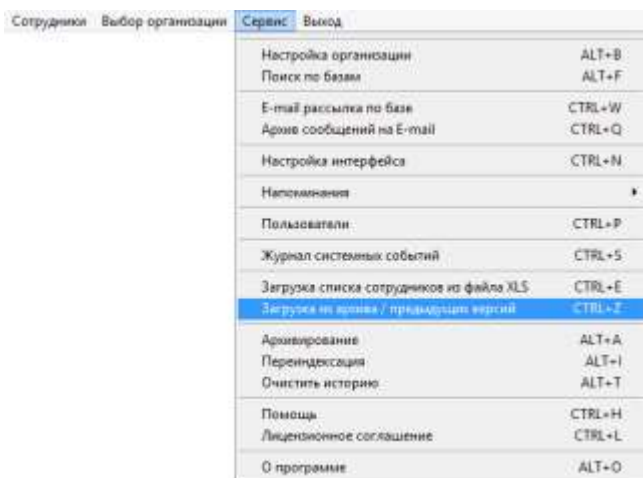 Сотрудники Выбор организации Сервис Выход
Настройка организации ALT+B
Поиск по базам ALT+F
E-mail рассылка по базе CTRL+W
Архив сообщений на E-mail CTRL+Q
Настройка интерфейса CTRL+N
Напоминания
Пользователи CTRL+P
Журнал системных событий CTRL+S
Загрузка списка сотрудников из файла XLS CTRL+E
Загрузка из архива / предыдущих версий CTRL+Z
Архивирование ALT+A
Переиндексация ALT+I
Очистить историю ALT+T
Помощь CTRL+H
Лицензионное соглашение CTRL+L
О программе ALT+O